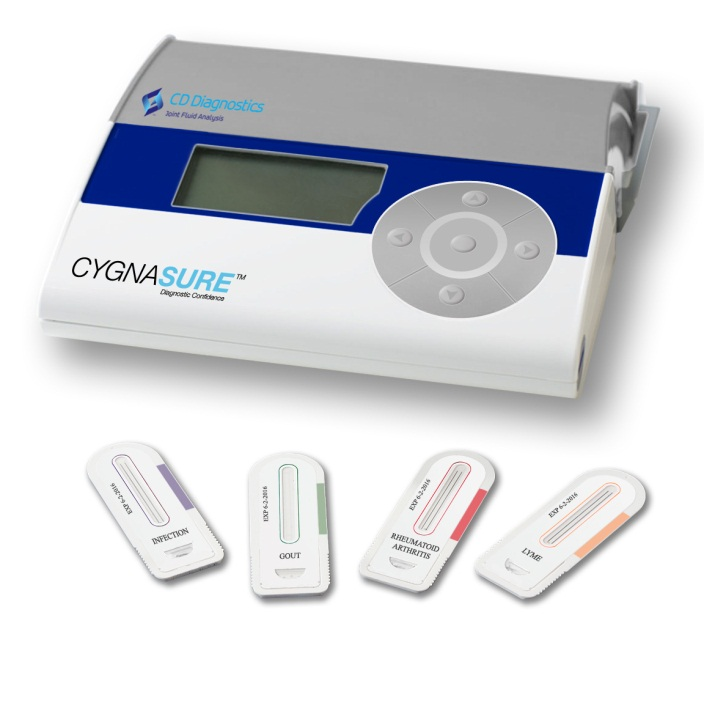 CD Diagnostics
Joint Fluid Analysis
CYGNASURE™
Diagnostic Confidence
EXP 6-2-2016
INFECTION
EXP 6-2-2016
GOUT
EXP 6-2-2016
RHEUMATOID
ARTHRITIS
EXP 6-2-2016
LYME